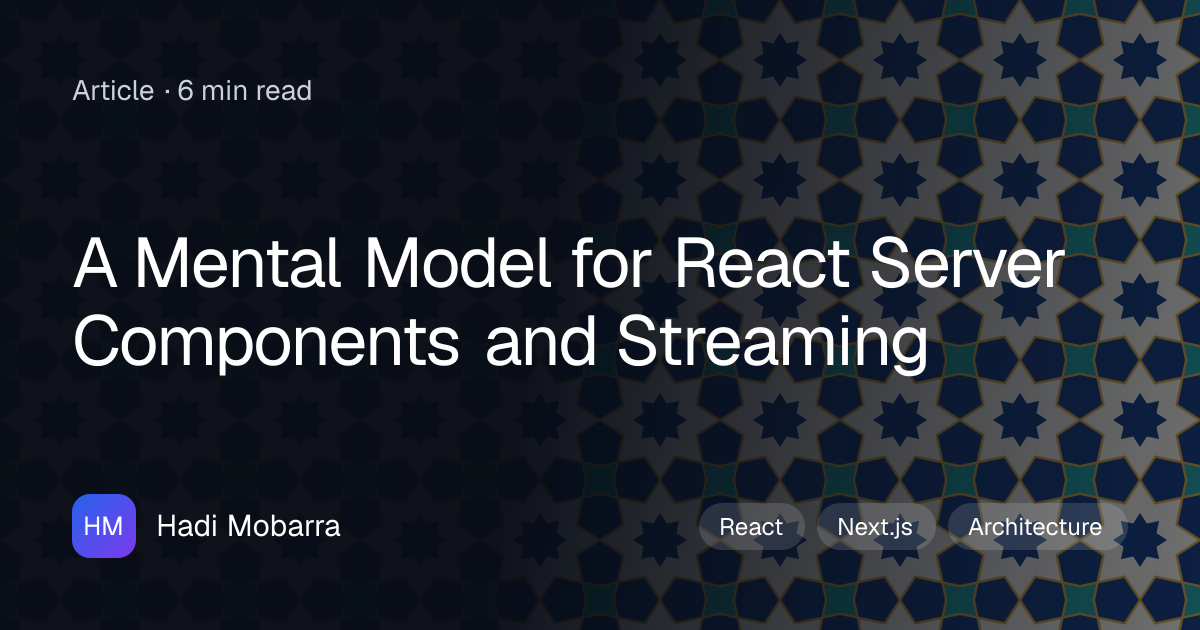 Article · 6 min read
A Mental Model for React Server
Components and Streaming
HM
Hadi Mobarra
React
Next.js
Architecture